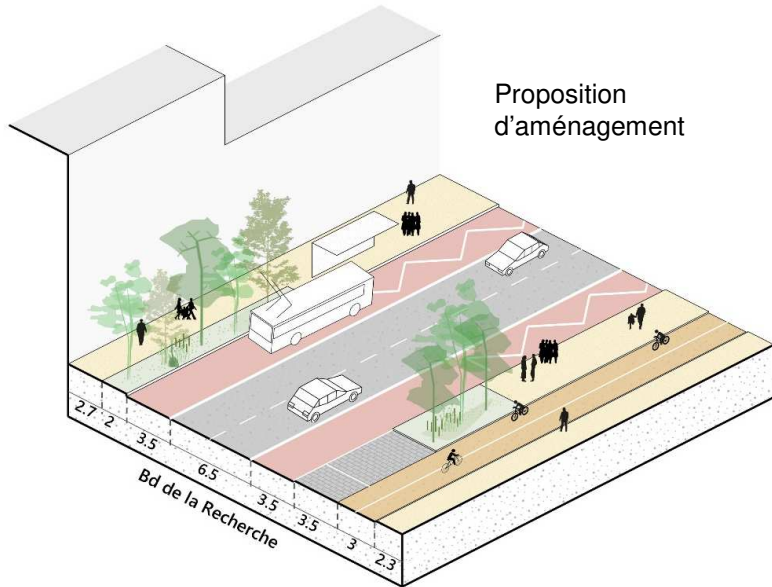 Proposition
d'aménagement
2.7
2
3.5
6.5
3.5
3.5
3
2.3
Bd de la Recherche